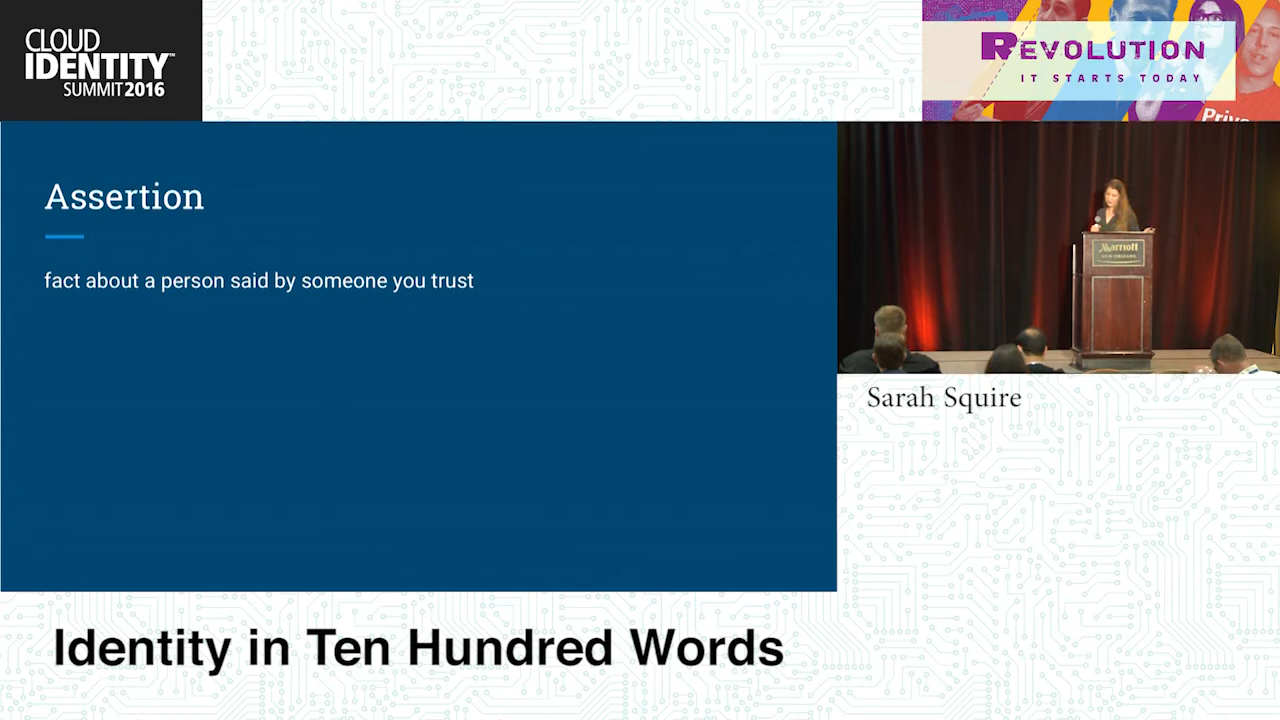 CLOUD
IDENTITY™
SUMMIT 2016
REVOLUTION
IT STARTS TODAY
Assertion
fact about a person said by someone you trust
Marriott
Sarah Squire
Identity in Ten Hundred Words